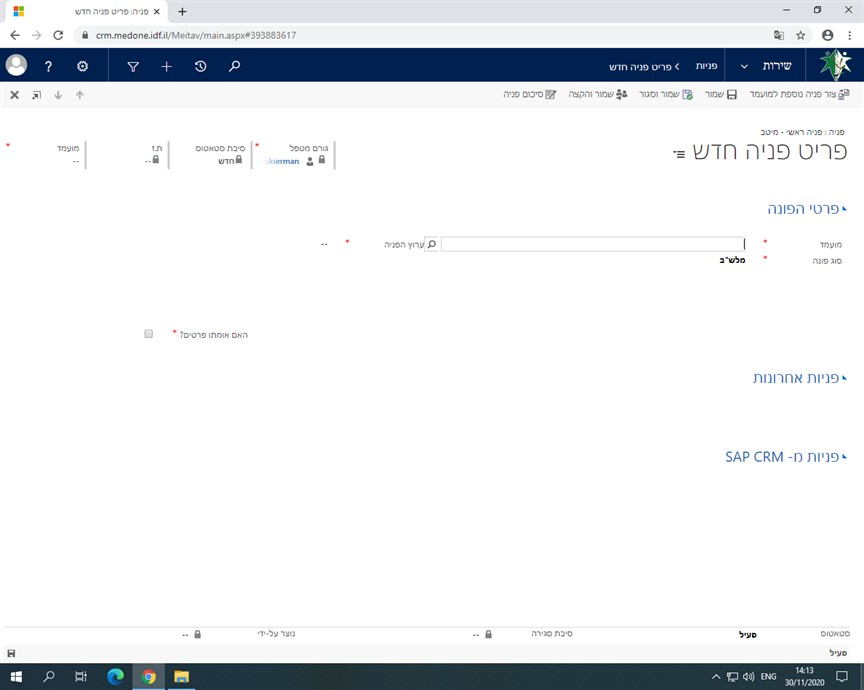 פניה: פריט פניה חדש
crm.medone.idf.il/Meitav/main.aspx#393883617
שירות
פניות
פריט פניה חדש
צור פניה נוספת למועמד
שמור
שמור וסגור
שמור והקצה
סיכום פניה
פניה : פניה ראשי - מיטב
פריט פניה חדש
גורם מטפל *
ukierman
סיבת סטאטוס
חדש
ת.ז
--
מועמד *
--
פרטי הפונה
מועמד *
ערוץ הפניה * --
סוג פונה * מלש"ב
האם אומתו פרטים? *
פניות אחרונות
פניות מ- SAP CRM
סטאטוס פעיל
סיבת סגירה --
נוצר על-ידי --
פעיל
ENG
14:13
30/11/2020